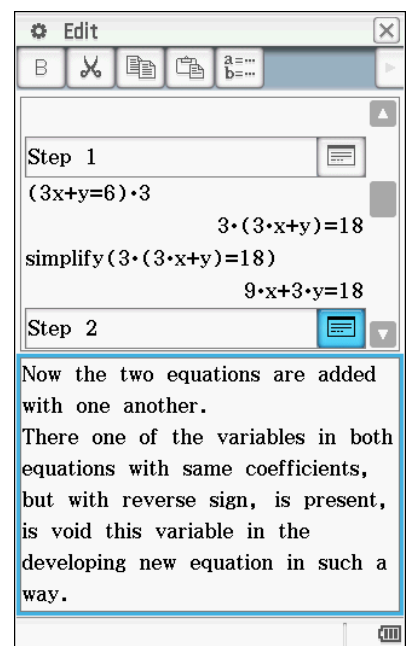 Edit
B a=… b=…
Step 1
(3x+y=6)·3
3·(3·x+y)=18
simplify(3·(3·x+y)=18)
9·x+3·y=18
Step 2
Now the two equations are added
with one another.
There one of the variables in both
equations with same coefficients,
but with reverse sign, is present,
is void this variable in the
developing new equation in such a
way.